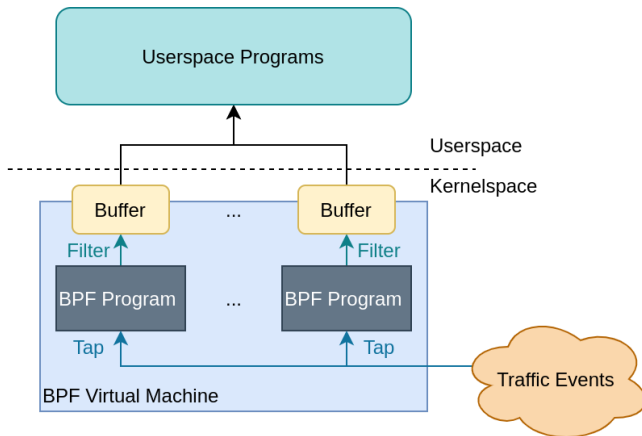 Userspace Programs
Userspace
Kernelspace
Buffer ... Buffer
Filter Filter
BPF Program ... BPF Program
Tap Tap
Traffic Events
BPF Virtual Machine